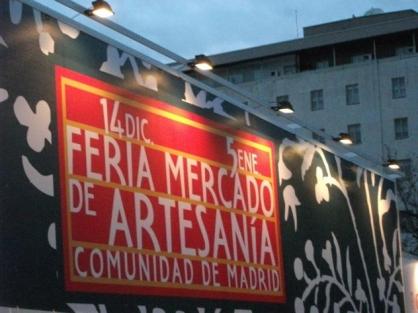 14 DIC. 5 ENE
FERIA MERCADO
DE ARTESANÍA
COMUNIDAD DE MADRID